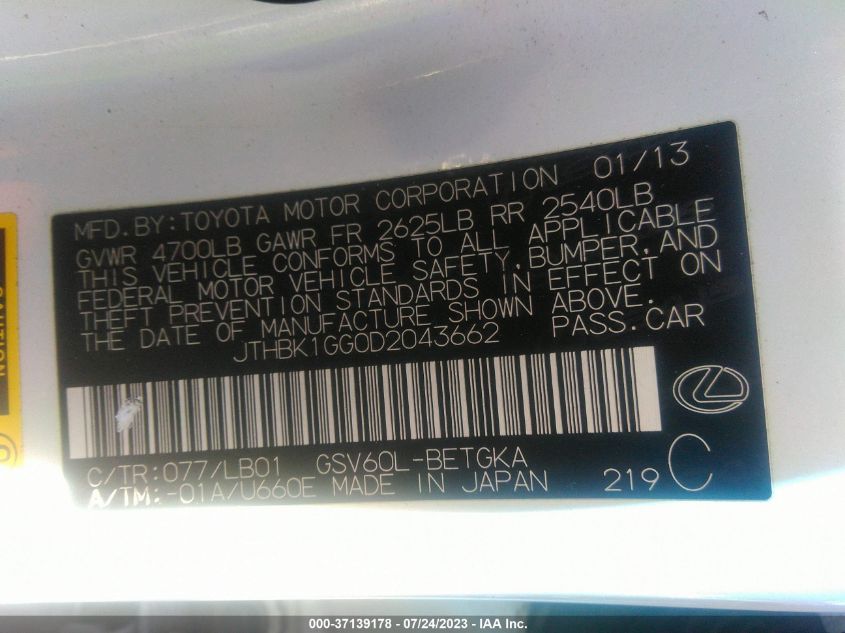 MFD.BY:TOYOTA MOTOR CORPORATION 01/13
GVWR 4700LB GAWR FR 2625LB RR 2540LB
THIS VEHICLE CONFORMS TO ALL APPLICABLE
FEDERAL MOTOR VEHICLE SAFETY,BUMPER,AND
THEFT PREVENTION STANDARDS IN EFFECT ON
THE DATE OF MANUFACTURE SHOWN ABOVE.
JTHBK1GG0D2043662 PASS.CAR
C/TR:077/LB01 GSV60L-BETGKA
A/TM:-01A/U660E MADE IN JAPAN 219 C
CAUTION
000-37139178 / 07/24/2023 - IAA Inc.